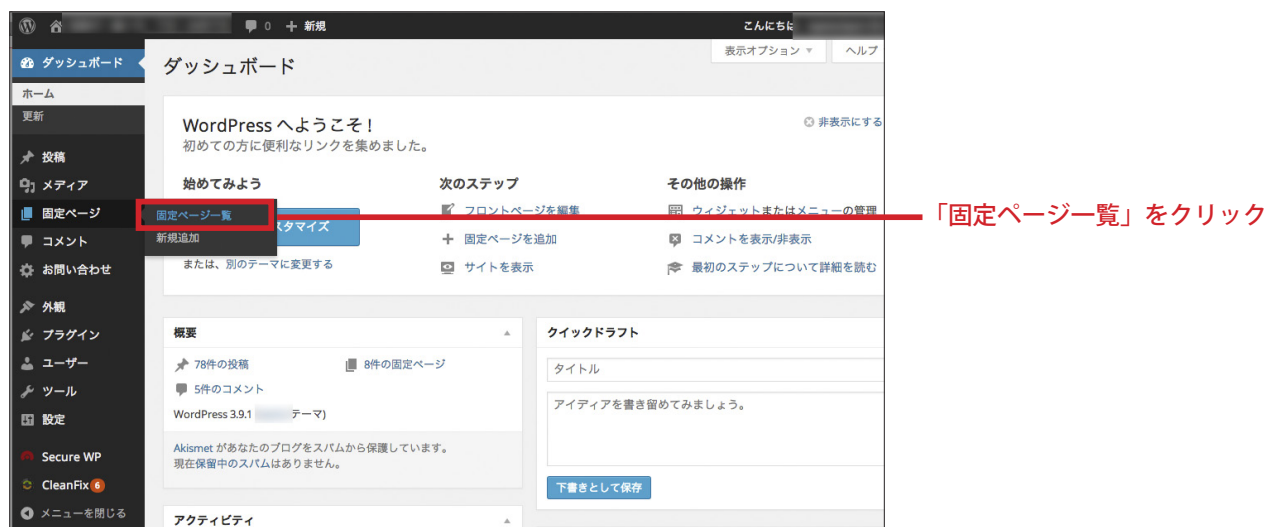 0 新規
こんにちは
ダッシュボード
ホーム
更新
投稿
メディア
固定ページ
コメント
お問い合わせ
外観
プラグイン
ユーザー
ツール
設定
Secure WP
CleanFix 6
メニューを閉じる
固定ページ一覧
新規追加
表示オプション ヘルプ
ダッシュボード
WordPress へようこそ !
非表示にする
初めての方に便利なリンクを集めました。
始めてみよう
スタマイズ
または、別のテーマに変更する
次のステップ
フロントページを編集
固定ページを追加
サイトを表示
その他の操作
ウィジェットまたはメニューの管理
コメントを表示/非表示
最初のステップについて詳細を読む
「固定ページ一覧」をクリック
概要
78件の投稿 8件の固定ページ
5件のコメント
WordPress 3.9.1 テーマ)
Akismet があなたのブログをスパムから保護しています。
現在保留中のスパムはありません。
アクティビティ
クイックドラフト
タイトル
アイディアを書き留めてみましょう。
下書きとして保存